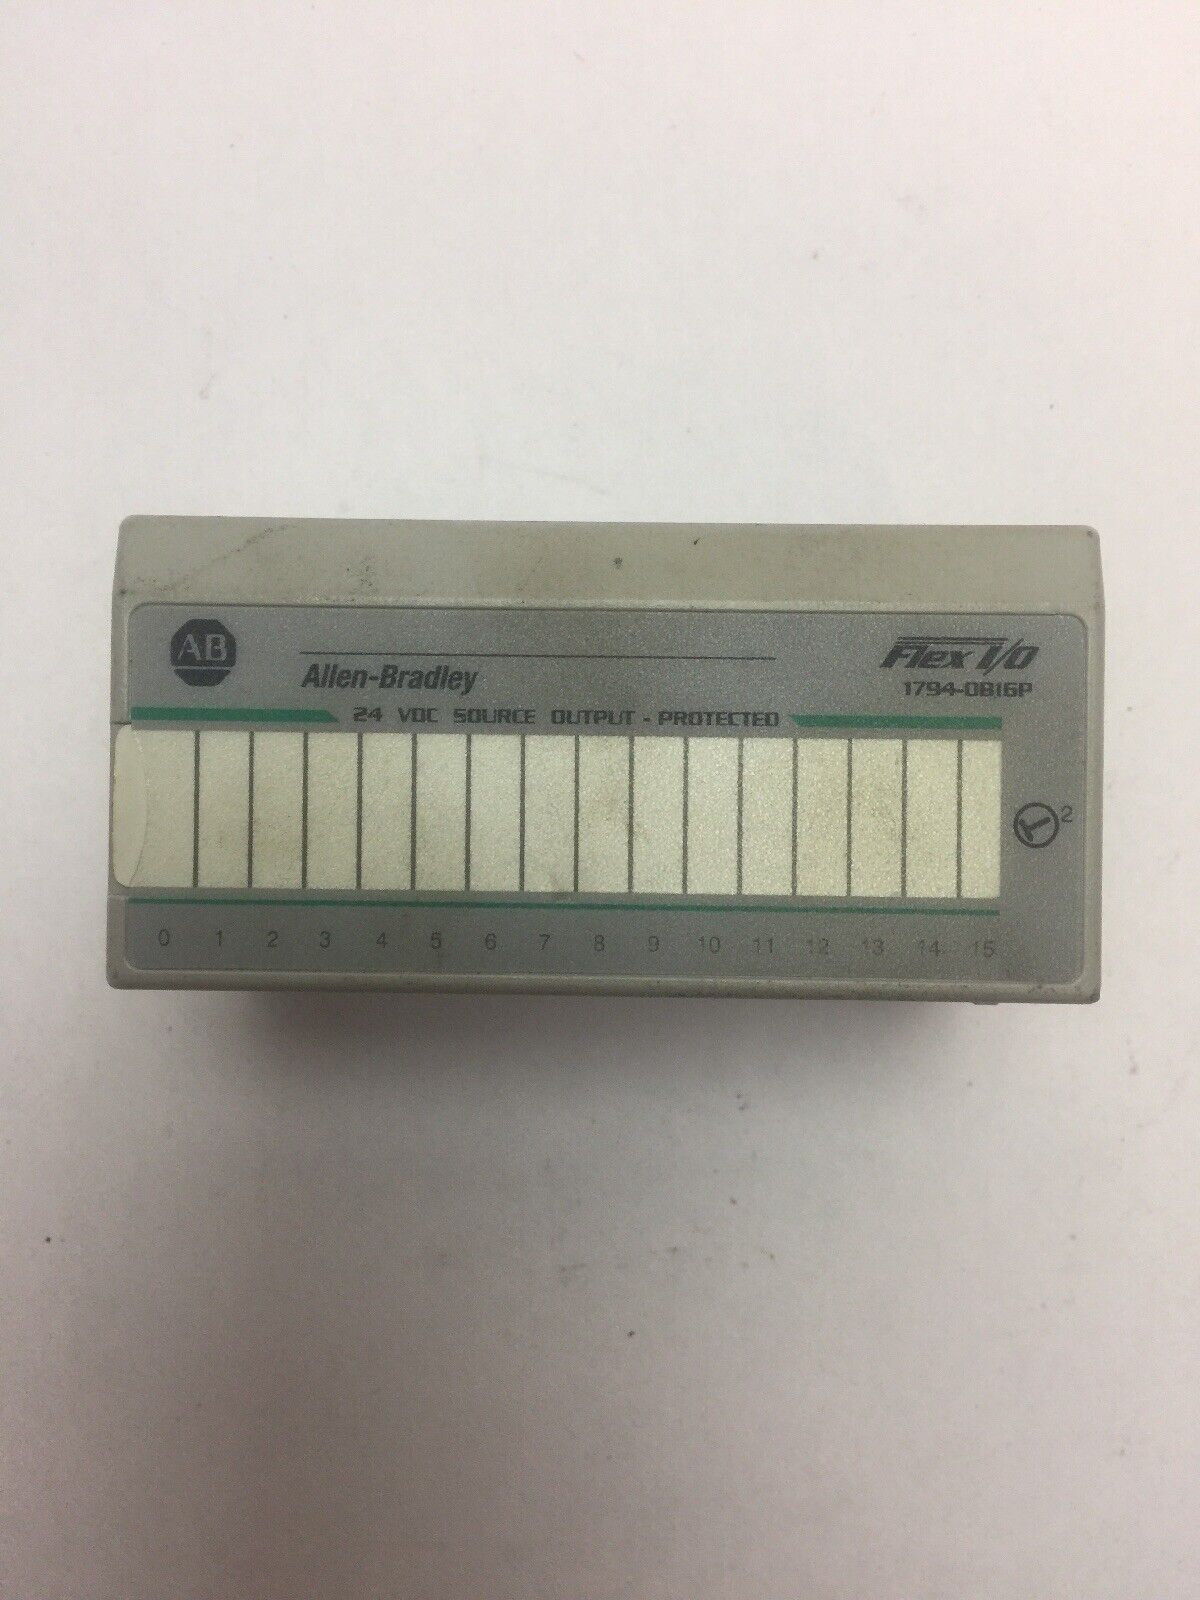 AB
Allen-Bradley
Flex I/O
1794-OB16P
24 VDC SOURCE OUTPUT - PROTECTED
2
0 1 2 3 4 5 6 7 8 9 10 11 12 13 14 15